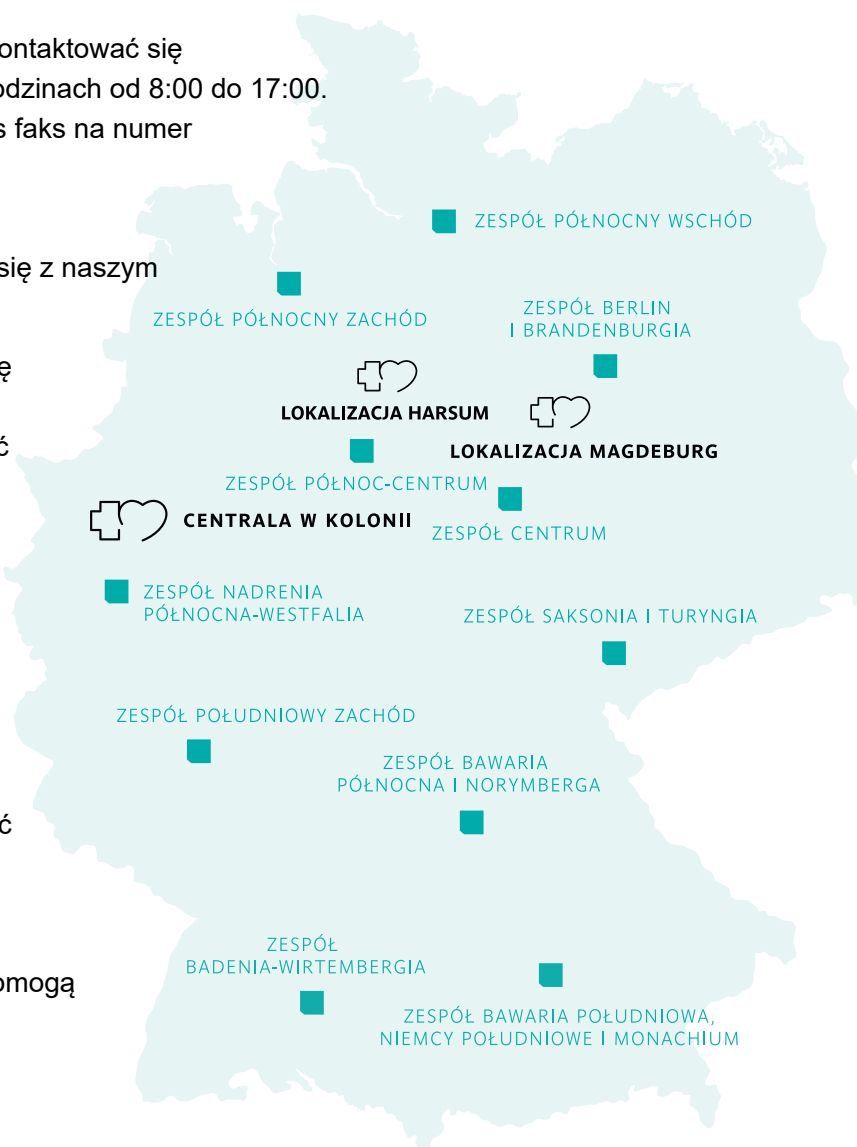 ontaktować się
odzinach od 8:00 do 17:00.
s faks na numer
ZESPÓŁ PÓŁNOCNY WSCHÓD
się z naszym
ZESPÓŁ PÓŁNOCNY ZACHÓD
ZESPÓŁ BERLIN
I BRANDENBURGIA
ę
LOKALIZACJA HARSUM
ć
LOKALIZACJA MAGDEBURG
ZESPÓŁ PÓŁNOC-CENTRUM
CENTRALA W KOLONII
ZESPÓŁ CENTRUM
ZESPÓŁ NADRENIA
PÓŁNOCNA-WESTFALIA
ZESPÓŁ SAKSONIA I TURYNGIA
ZESPÓŁ POŁUDNIOWY ZACHÓD
ZESPÓŁ BAWARIA
PÓŁNOCNA I NORYMBERGA
ć
ZESPÓŁ
BADENIA-WIRTEMBERGIA
omogą
ZESPÓŁ BAWARIA POŁUDNIOWA,
NIEMCY POŁUDNIOWE I MONACHIUM